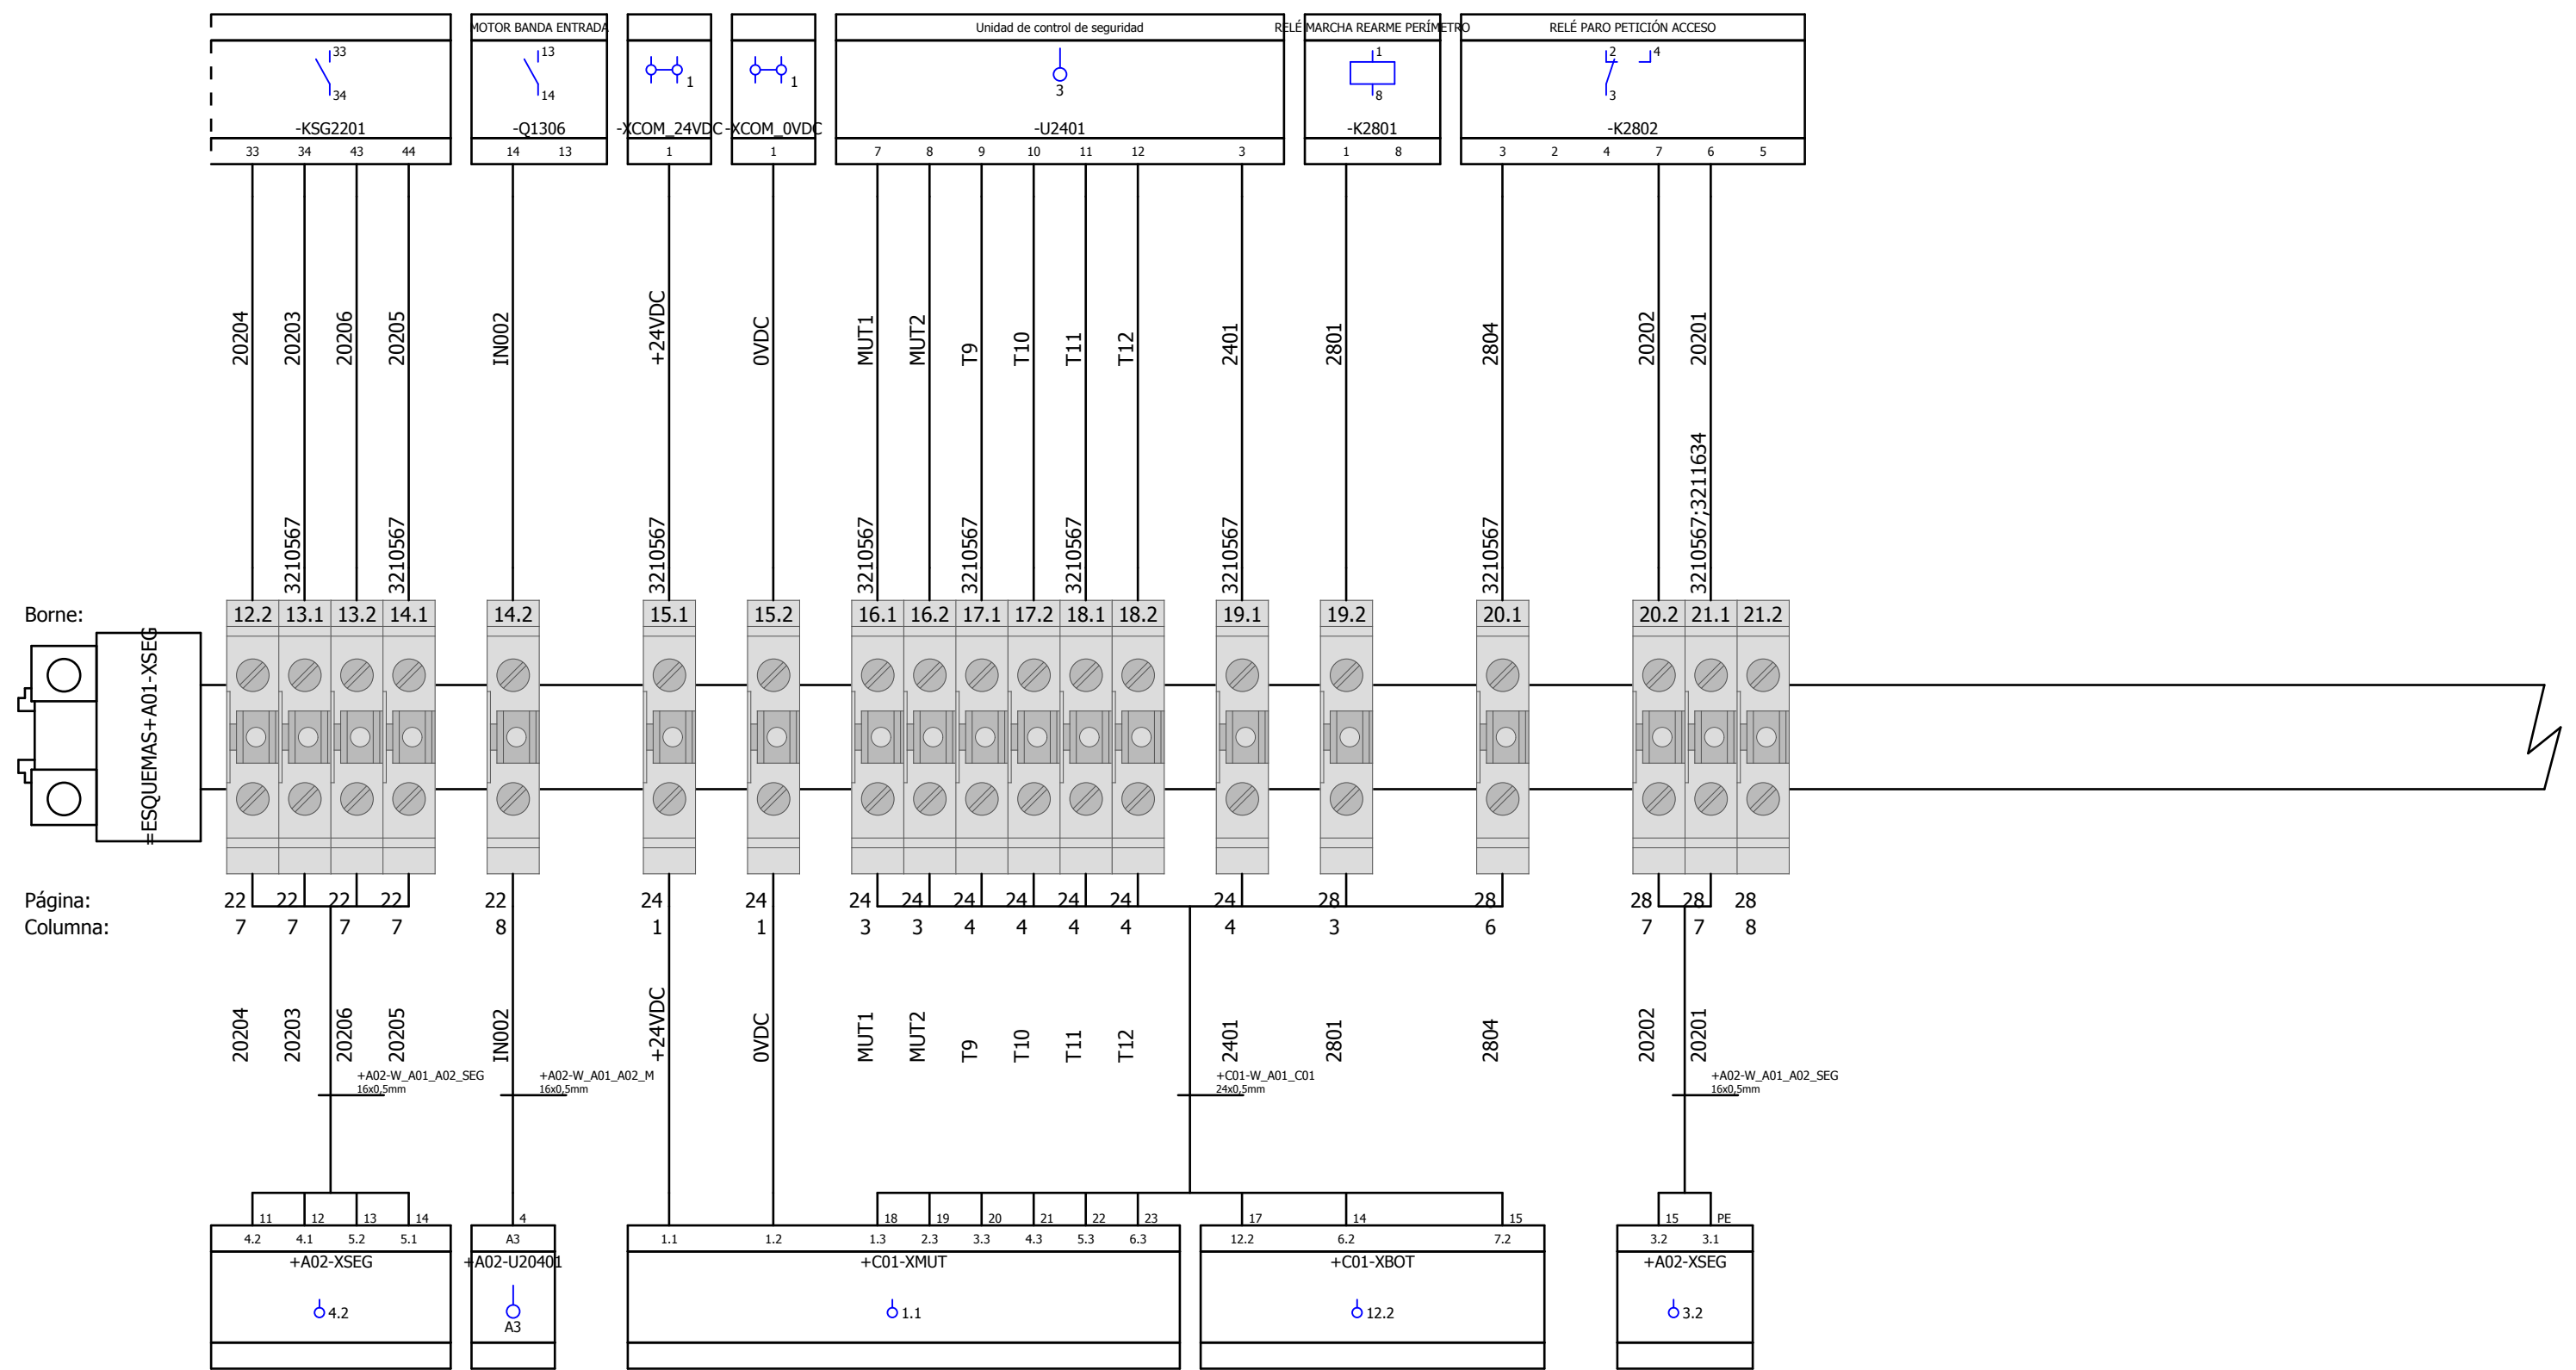 MOTOR BANDA ENTRADA
Unidad de control de seguridad
RELÉ MARCHA REARME PERÍMETRO
RELÉ PARO PETICIÓN ACCESO
33
34
13
14
1
1
3
1
8
2
4
3
-KSG2201
-Q1306
-XCOM_24VDC
-XCOM_0VDC
-U2401
-K2801
-K2802
33 34 43 44
14 13
1
1
7 8 9 10 11 12 3
1 8
3 2 4 7 6 5
20204
20203
20206
20205
IN002
+24VDC
0VDC
MUT1
MUT2
T9
T10
T11
T12
2401
2801
2804
20202
20201
3210567
3210567
3210567
3210567
3210567
3210567
3210567
3210567
3210567;3211634
Borne:
12.2 13.1 13.2 14.1 14.2 15.1 15.2 16.1 16.2 17.1 17.2 18.1 18.2 19.1 19.2 20.1 20.2 21.1 21.2
=ESQUEMAS+A01-XSEG
Página: 22 22 22 22 22 24 24 24 24 24 24 24 24 24 28 28 28 28 28
Columna: 7 7 7 7 8 1 1 3 3 4 4 4 4 4 3 6 7 7 8
20204
20203
20206
20205
IN002
+24VDC
0VDC
MUT1
MUT2
T9
T10
T11
T12
2401
2801
2804
20202
20201
+A02-W_A01_A02_SEG
16x0,5mm
+A02-W_A01_A02_M
16x0,5mm
+C01-W_A01_C01
24x0,5mm
+A02-W_A01_A02_SEG
16x0,5mm
11 12 13 14 4 18 19 20 21 22 23 17 14 15 15 PE
4.2 4.1 5.2 5.1 A3 1.1 1.2 1.3 2.3 3.3 4.3 5.3 6.3 12.2 6.2 7.2 3.2 3.1
+A02-XSEG
+A02-U20401
+C01-XMUT
+C01-XBOT
+A02-XSEG
4.2
A3
1.1
12.2
3.2